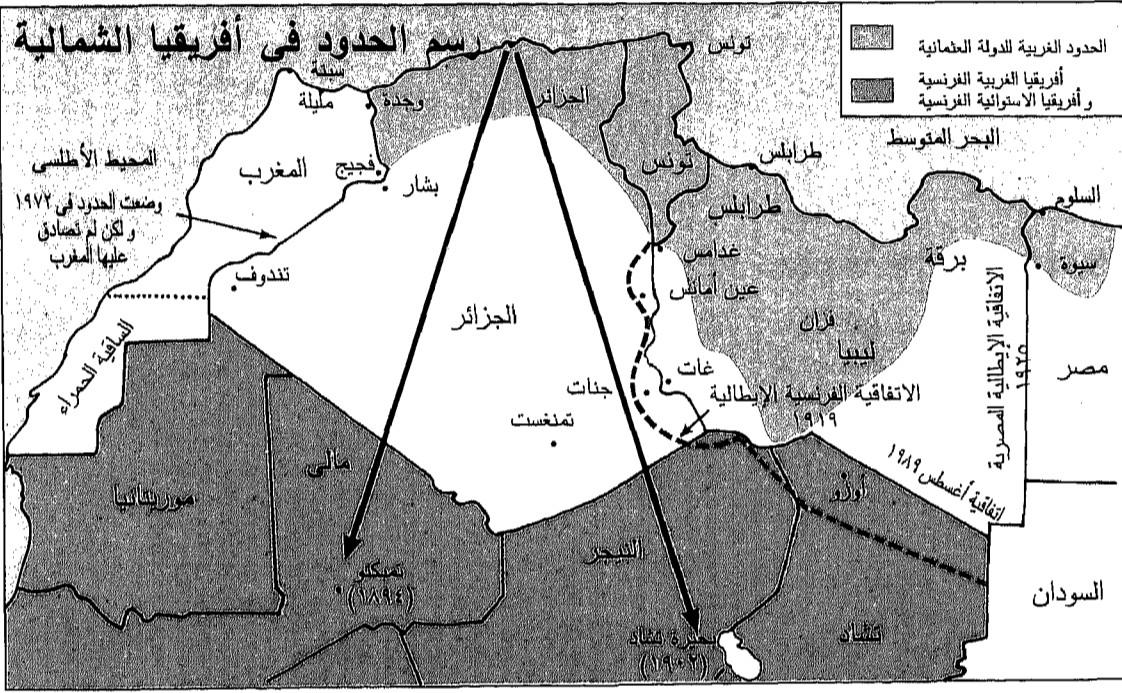 رسم الحدود فى أفريقيا الشمالية
الحدود الغربية للدولة العثمانية
أفريقيا الغربية الفرنسية
و أفريقيا الاستوائية الفرنسية
تونس
سبتة
مليلة
وجدة
الجزائر
البحر المتوسط
المحيط الأطلسى
المغرب
فجيج
بشار
تونس
طرابلس
طرابلس
السلوم
سيوة
برقة
وضعت الحدود فى ١٩٧٢
و لكن لم تصادق
عليها المغرب
غدامس
عين أماس
تندوف
الجزائر
فزان
ليبيا
الاتفاقية الإيطالية المصرية
١٩٢٥
مصر
الساقية الحمراء
غات
جنات
الاتفاقية الفرنسية الإيطالية
١٩١٩
تمنغست
مالى
موريتانيا
أوزو
اتفاقية أغسطس ١٩٨٩
النيجر
تمبكتو
(١٨٩٤)
السودان
بحيرة تشاد
(١٩٠٢)
تشاد